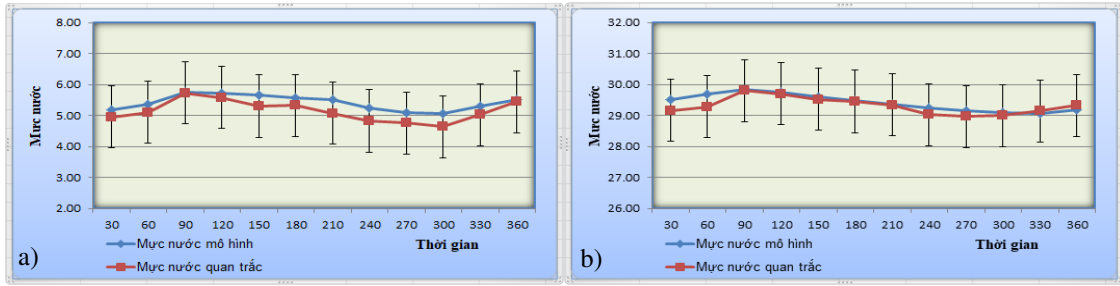 8.00
7.00
6.00
5.00
4.00
3.00
2.00
Mực nước
30 60 90 120 150 180 210 240 270 300 330 360
Mực nước mô hình
Thời gian
Mực nước quan trắc
a)
32.00
31.00
30.00
29.00
28.00
27.00
26.00
Mực nước
30 60 90 120 150 180 210 240 270 300 330 360
Mực nước mô hình
Thời gian
Mực nước quan trắc
b)